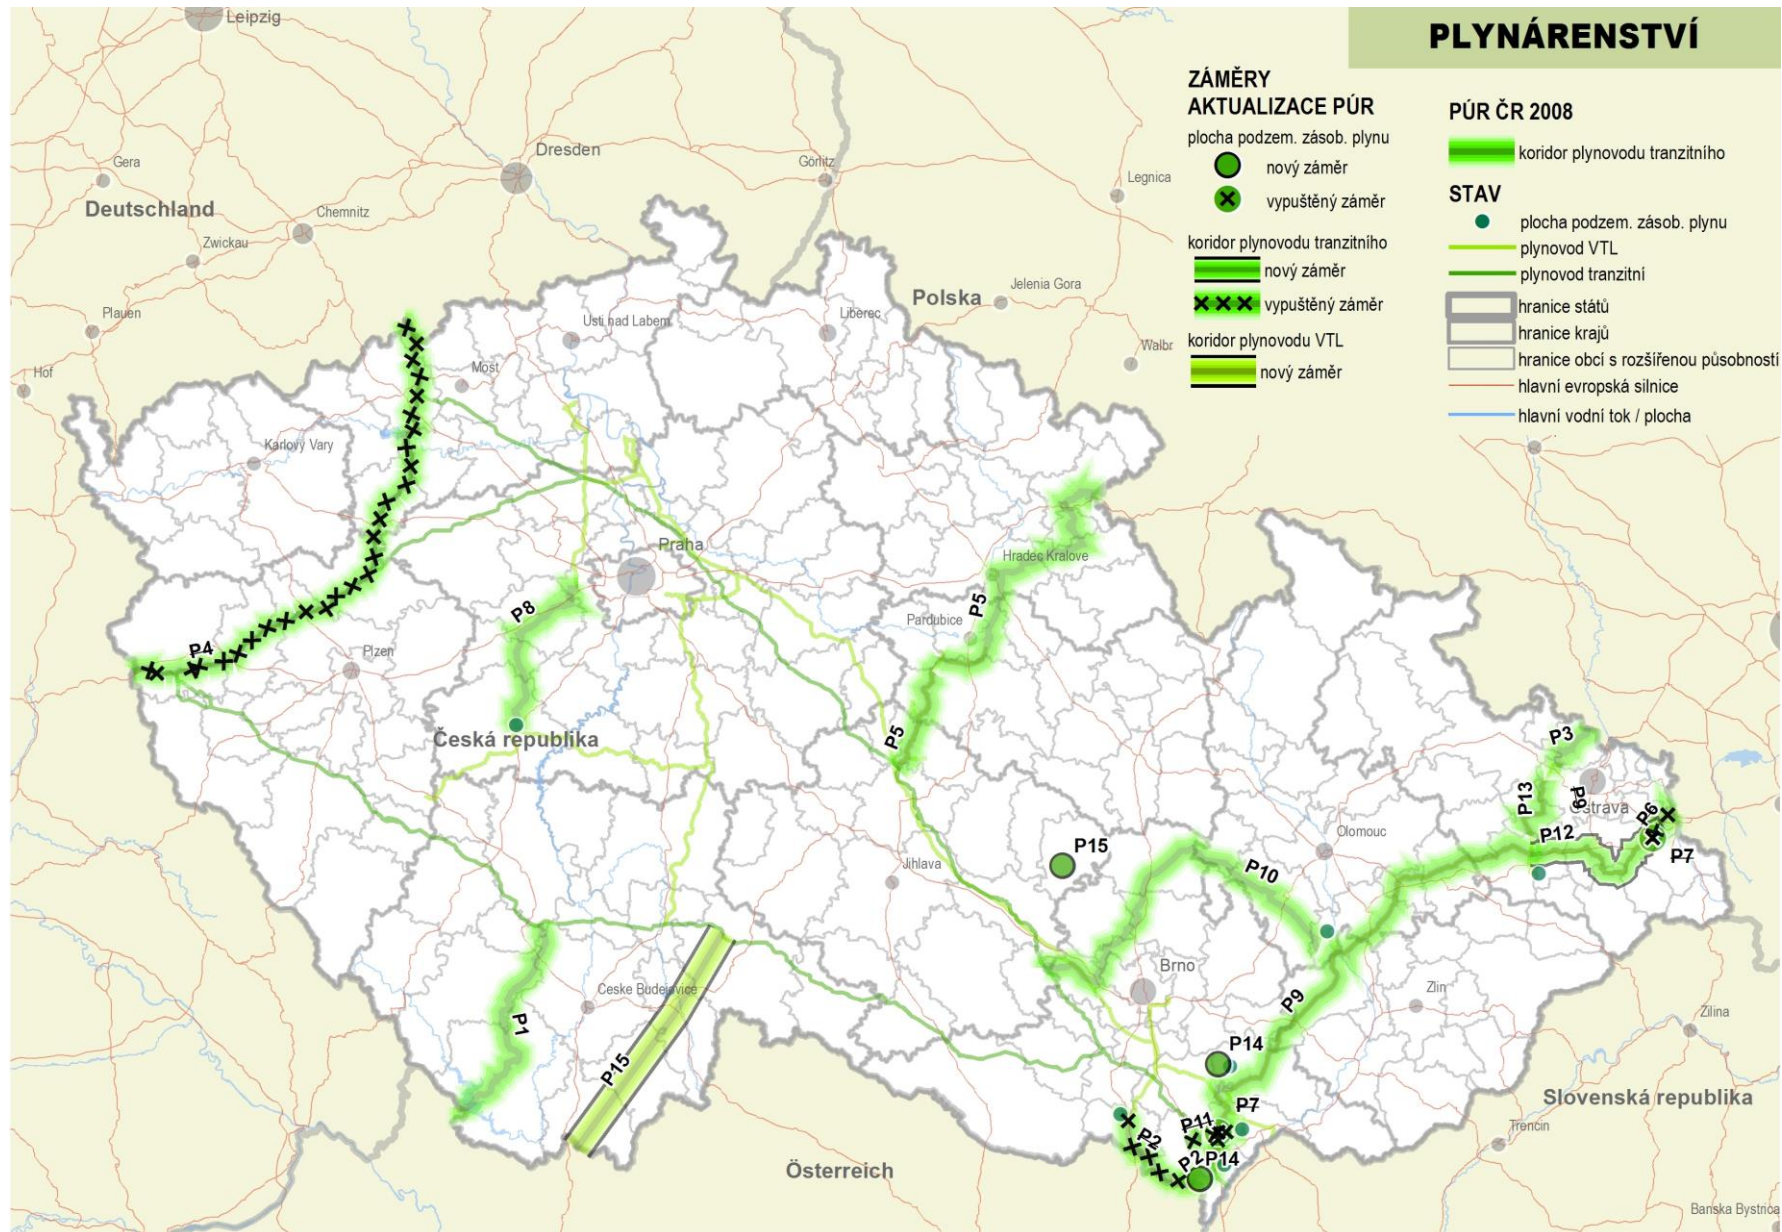 PLYNÁRENSTVÍ
ZÁMĚRY
AKTUALIZACE PÚR
plocha podzem. zásob. plynu
nový záměr
vypuštěný záměr
koridor plynovodu tranzitního
nový záměr
vypuštěný záměr
koridor plynovodu VTL
nový záměr
PÚR ČR 2008
koridor plynovodu tranzitního
STAV
plocha podzem. zásob. plynu
plynovod VTL
plynovod tranzitní
hranice států
hranice krajů
hranice obcí s rozšířenou působností
hlavní evropská silnice
hlavní vodní tok / plocha
Leipzig
Dresden
Görlitz
Legnica
Gera
Deutschland
Chemnitz
Zwickau
Jelenia Gora
Polska
Plauen
Usti nad Labem
Liberec
Walbr
Hof
Most
Karlovy Vary
Praha
Hradec Kralove
P8
P5
Pardubice
P4
Plzen
Česká republika
P5
P3
P13
P6
Ostrava
P6
P12
P7
Olomouc
P15
Jihlava
P10
Brno
Zlin
Ceske Budejovice
P9
Zilina
P1
P15
P14
Slovenská republika
P7
P11
P2
P2
P14
Trencin
Österreich
Banska Bystrica